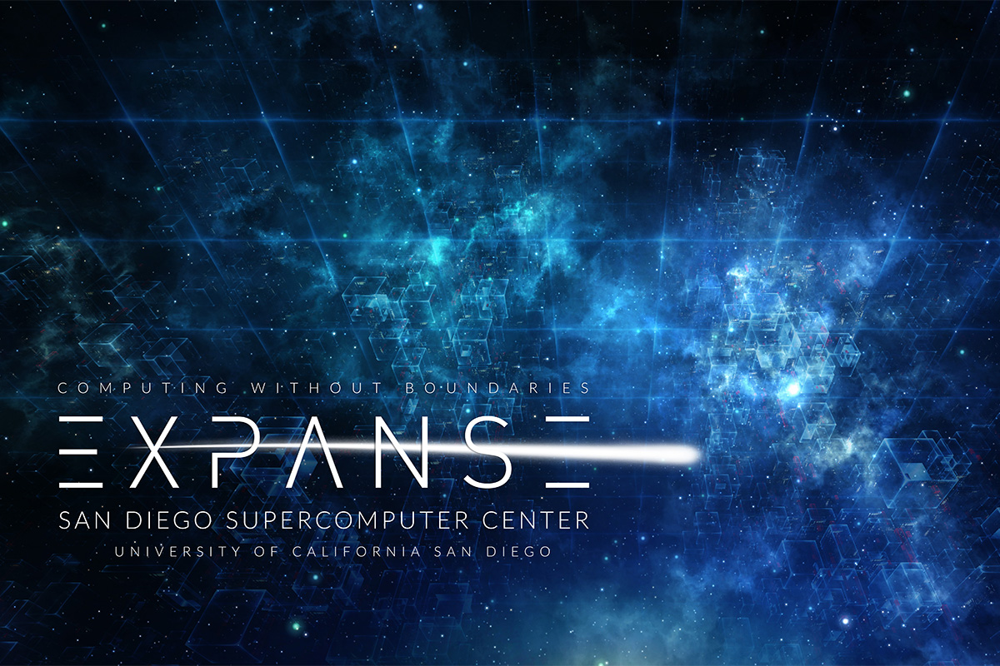 COMPUTING WITHOUT BOUNDARIES
EXPANSE
SAN DIEGO SUPERCOMPUTER CENTER
UNIVERSITY OF CALIFORNIA SAN DIEGO